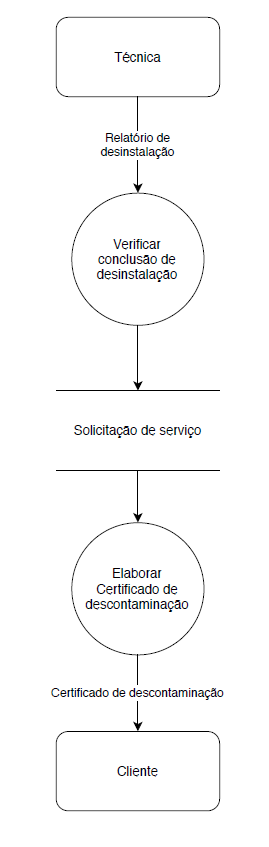 Técnica
Relatório de
desinstalação
Verificar
conclusão de
desinstalação
Solicitação de serviço
Elaborar
Certificado de
descontaminação
Certificado de descontaminação
Cliente